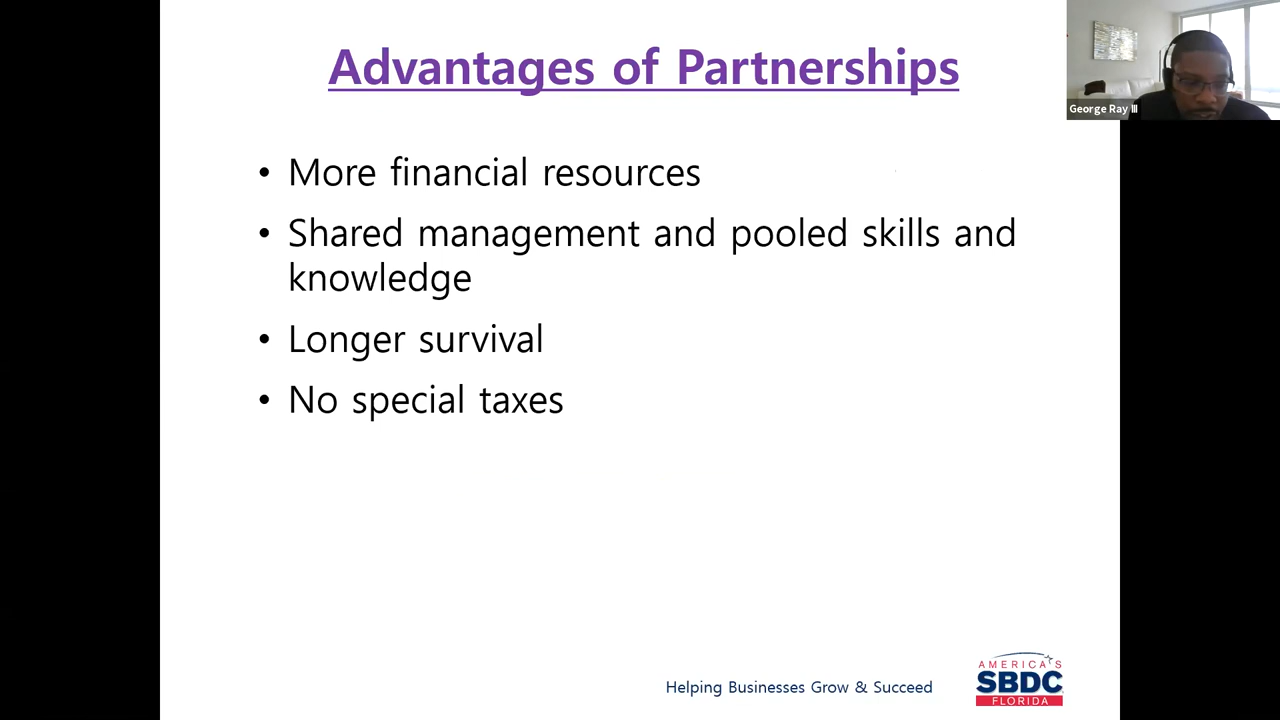 Advantages of Partnerships
George Ray III
• More financial resources
• Shared management and pooled skills and
knowledge
• Longer survival
• No special taxes
Helping Businesses Grow & Succeed
AMERICA'S
SBDC
FLORIDA